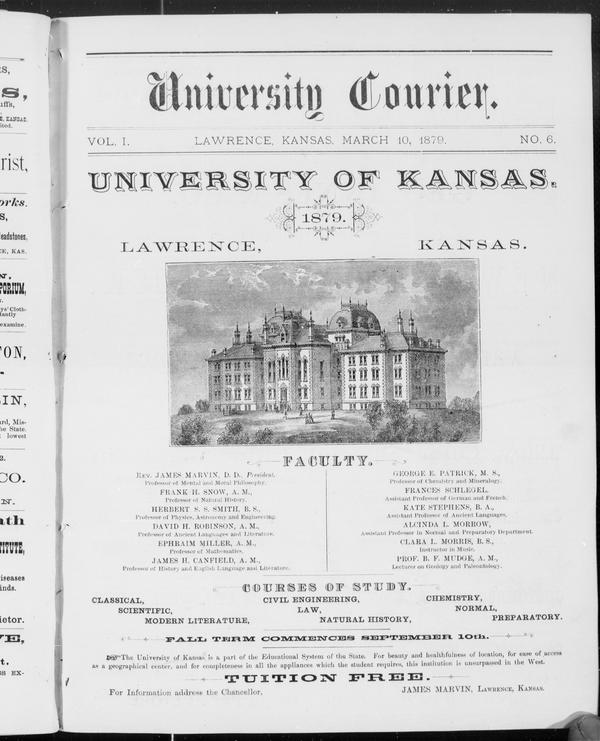 University Courier.
VOL. I. LAWRENCE, KANSAS, MARCH 10, 1879. NO. 6.
UNIVERSITY OF KANSAS.
1879.
LAWRENCE, KANSAS.
FACULTY.
REV. JAMES MARVIN, D. D., President.
Professor of Mental and Moral Philosophy.
FRANK H. SNOW, A. M.,
Professor of Natural History.
HERBERT S. S. SMITH, B. S.,
Professor of Physics, Astronomy and Engineering.
DAVID H. ROBINSON, A. M.,
Professor of Ancient Languages and Literature.
EPHRAIM MILLER, A. M.,
Professor of Mathematics.
JAMES H. CANFIELD, A. M.,
Professor of History and English Language and Literature.
GEORGE E. PATRICK, M. S.,
Professor of Chemistry and Mineralogy.
FRANCES SCHLEGEL,
Assistant Professor of German and French.
KATE STEPHENS, B. A.,
Assistant Professor of Ancient Languages,
ALCINDA L. MORROW,
Assistant Professor in Normal and Preparatory Department.
CLARA L. MORRIS, B. S.,
Instructor in Music.
PROF. B. F. MUDGE, A. M.,
Lecturer on Geology and Paleontology.
COURSES OF STUDY.
CLASSICAL, CIVIL ENGINEERING, CHEMISTRY,
SCIENTIFIC, LAW, NORMAL,
MODERN LITERATURE, NATURAL HISTORY, PREPARATORY.
FALL TERM COMMENCES SEPTEMBER 10th.
☞The University of Kansas is a part of the Educational System of the State. For beauty and healthfulness of location, for ease of access
as a geographical center, and for completeness in all the appliances which the student requires, this institution is unsurpassed in the West.
TUITION FREE.
For Information address the Chancellor, JAMES MARVIN, LAWRENCE, KANSAS.